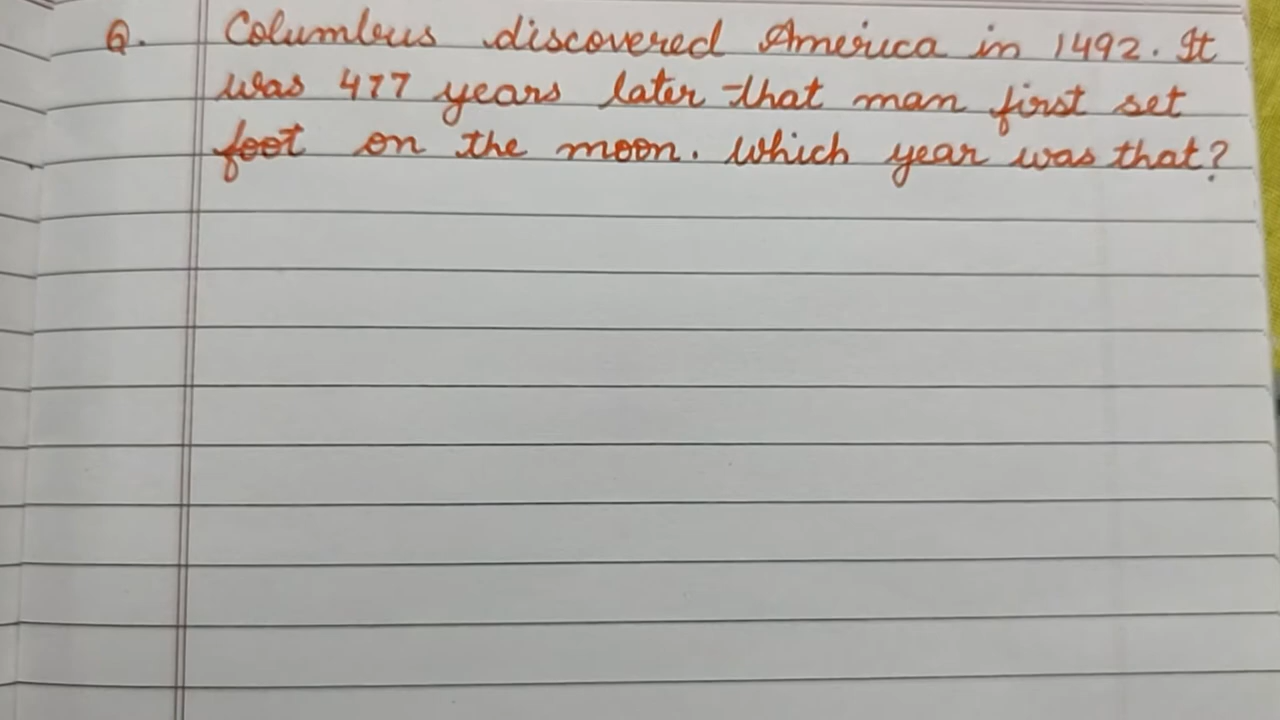 Q. Columbus discovered America in 1492. It
was 477 years later that man first set
foot on the moon. Which year was that?